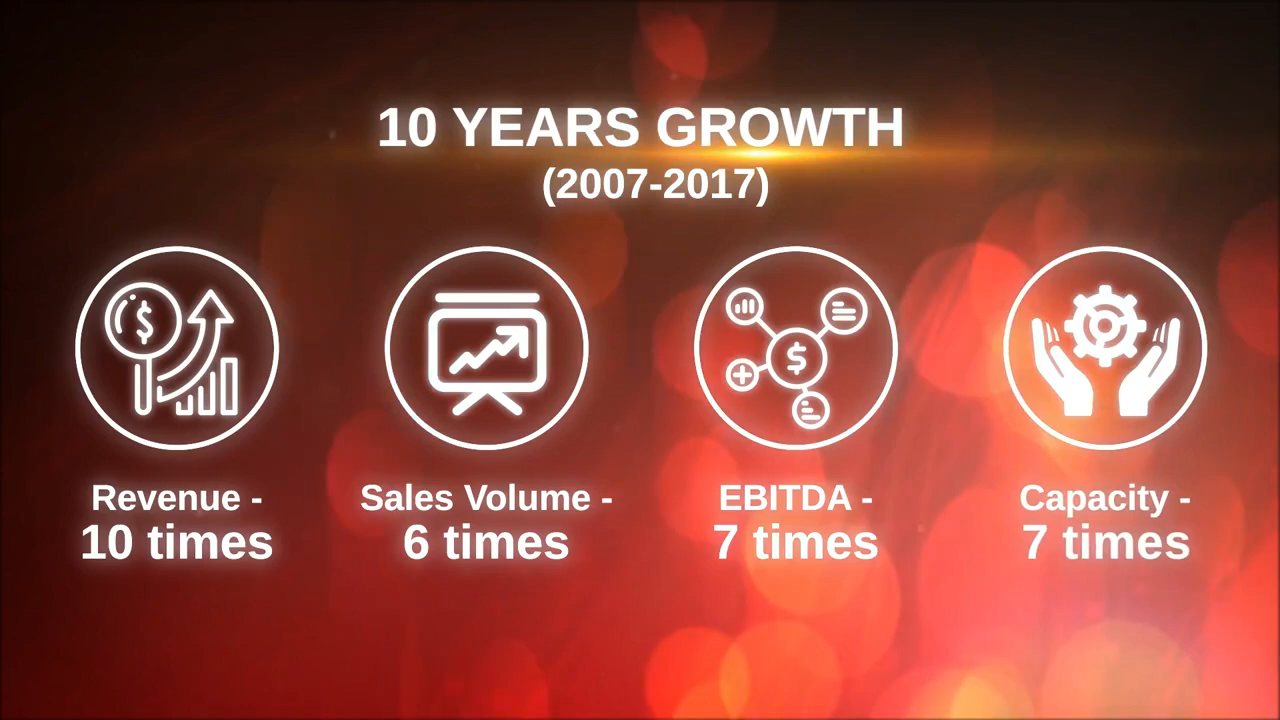 10 YEARS GROWTH
(2007-2017)
Revenue -
10 times
Sales Volume -
6 times
EBITDA -
7 times
Capacity -
7 times